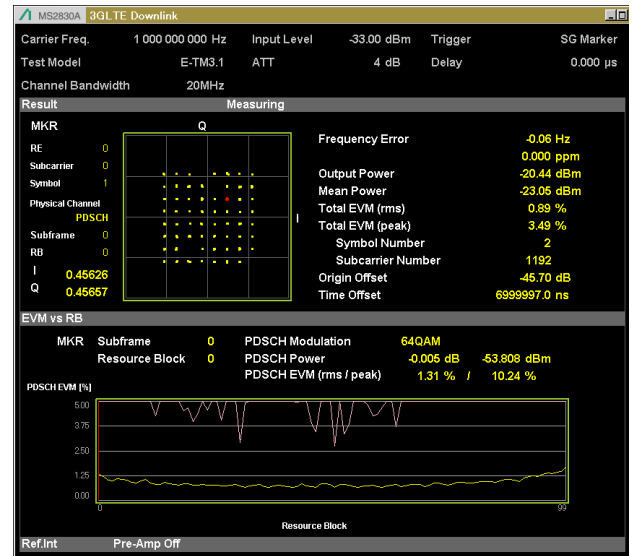 MS2830A 3GLTE Downlink
Carrier Freq. 1 000 000 000 Hz Input Level -33.00 dBm Trigger SG Marker
Test Model E-TM3.1 ATT 4 dB Delay 0.000 µs
Channel Bandwidth 20MHz
Result Measuring
MKR Q
RE 0
Subcarrier 0
Symbol 1
Physical Channel
PDSCH
Subframe 0
RB 0
I 0.45626
Q 0.45657
I
Frequency Error -0.06 Hz
0.000 ppm
Output Power -20.44 dBm
Mean Power -23.05 dBm
Total EVM (rms) 0.89 %
Total EVM (peak) 3.49 %
Symbol Number 2
Subcarrier Number 1192
Origin Offset -45.70 dB
Time Offset 6999997.0 ns
EVM vs RB
MKR Subframe 0 PDSCH Modulation 64QAM
Resource Block 0 PDSCH Power -0.005 dB -53.808 dBm
PDSCH EVM (rms / peak) 1.31 % / 10.24 %
PDSCH EVM [%]
5.00
3.75
2.50
1.25
0.00
0 99
Resource Block
Ref.Int Pre-Amp Off